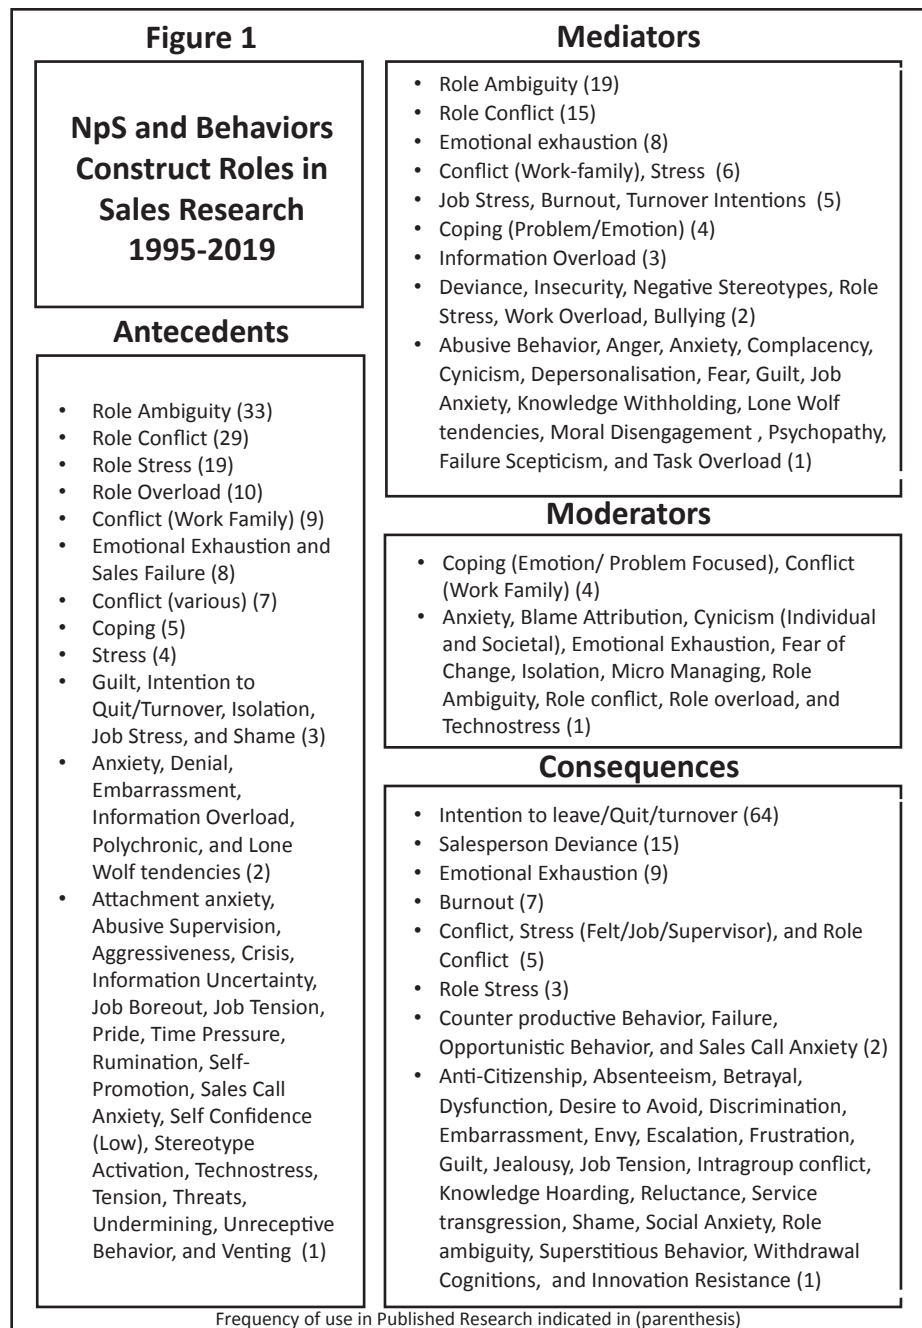 Figure 1
NpS and Behaviors
Construct Roles in
Sales Research
1995-2019
Antecedents
• Role Ambiguity (33)
• Role Conflict (29)
• Role Stress (19)
• Role Overload (10)
• Conflict (Work Family) (9)
• Emotional Exhaustion and
Sales Failure (8)
• Conflict (various) (7)
• Coping (5)
• Stress (4)
• Guilt, Intention to
Quit/Turnover, Isolation,
Job Stress, and Shame (3)
• Anxiety, Denial,
Embarrassment,
Information Overload,
Polychronic, and Lone
Wolf tendencies (2)
• Attachment anxiety,
Abusive Supervision,
Aggressiveness, Crisis,
Information Uncertainty,
Job Boreout, Job Tension,
Pride, Time Pressure,
Rumination, Self-
Promotion, Sales Call
Anxiety, Self Confidence
(Low), Stereotype
Activation, Technostress,
Tension, Threats,
Undermining, Unreceptive
Behavior, and Venting (1)
Mediators
• Role Ambiguity (19)
• Role Conflict (15)
• Emotional exhaustion (8)
• Conflict (Work-family), Stress (6)
• Job Stress, Burnout, Turnover Intentions (5)
• Coping (Problem/Emotion) (4)
• Information Overload (3)
• Deviance, Insecurity, Negative Stereotypes, Role
Stress, Work Overload, Bullying (2)
• Abusive Behavior, Anger, Anxiety, Complacency,
Cynicism, Depersonalisation, Fear, Guilt, Job
Anxiety, Knowledge Withholding, Lone Wolf
tendencies, Moral Disengagement , Psychopathy,
Failure Scepticism, and Task Overload (1)
Moderators
• Coping (Emotion/ Problem Focused), Conflict
(Work Family) (4)
• Anxiety, Blame Attribution, Cynicism (Individual
and Societal), Emotional Exhaustion, Fear of
Change, Isolation, Micro Managing, Role
Ambiguity, Role conflict, Role overload, and
Technostress (1)
Consequences
• Intention to leave/Quit/turnover (64)
• Salesperson Deviance (15)
• Emotional Exhaustion (9)
• Burnout (7)
• Conflict, Stress (Felt/Job/Supervisor), and Role
Conflict (5)
• Role Stress (3)
• Counter productive Behavior, Failure,
Opportunistic Behavior, and Sales Call Anxiety (2)
• Anti-Citizenship, Absenteeism, Betrayal,
Dysfunction, Desire to Avoid, Discrimination,
Embarrassment, Envy, Escalation, Frustration,
Guilt, Jealousy, Job Tension, Intragroup conflict,
Knowledge Hoarding, Reluctance, Service
transgression, Shame, Social Anxiety, Role
ambiguity, Superstitious Behavior, Withdrawal
Cognitions, and Innovation Resistance (1)
Frequency of use in Published Research indicated in (parenthesis)